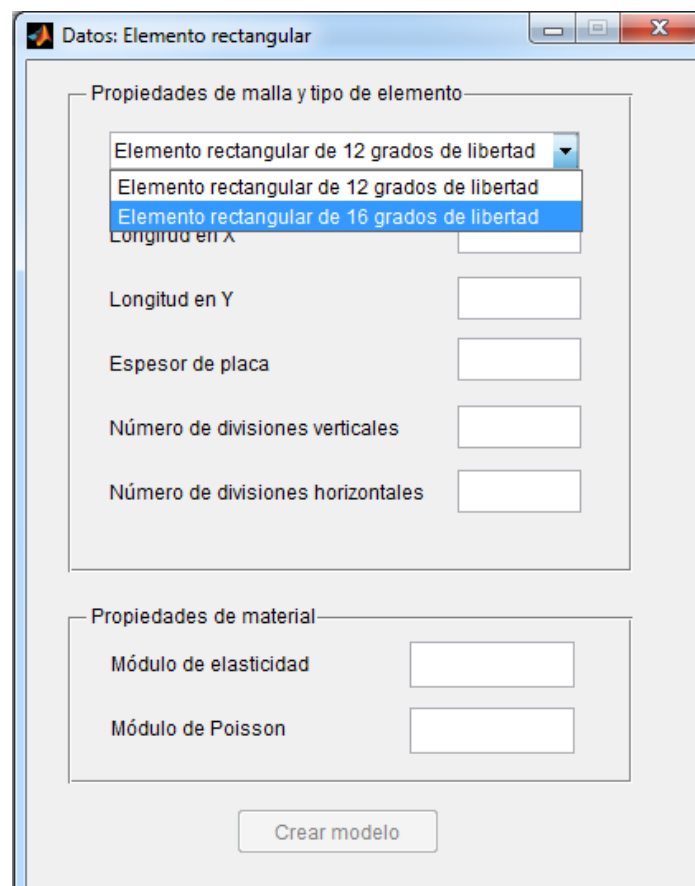 Datos: Elemento rectangular
Propiedades de malla y tipo de elemento
Elemento rectangular de 12 grados de libertad
Elemento rectangular de 12 grados de libertad
Elemento rectangular de 16 grados de libertad
Longitud en X
Longitud en Y
Espesor de placa
Número de divisiones verticales
Número de divisiones horizontales
Propiedades de material
Módulo de elasticidad
Módulo de Poisson
Crear modelo